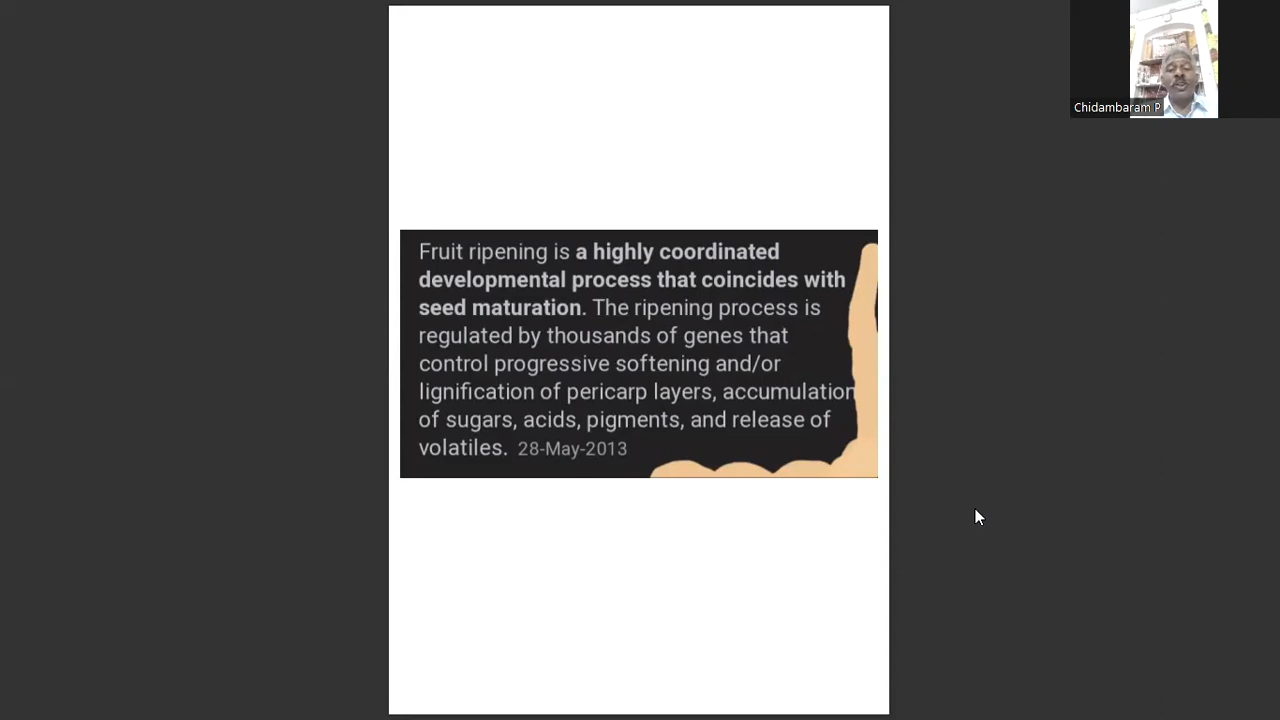 Chidambaram P
Fruit ripening is a highly coordinated
developmental process that coincides with
seed maturation. The ripening process is
regulated by thousands of genes that
control progressive softening and/or
lignification of pericarp layers, accumulation
of sugars, acids, pigments, and release of
volatiles. 28-May-2013